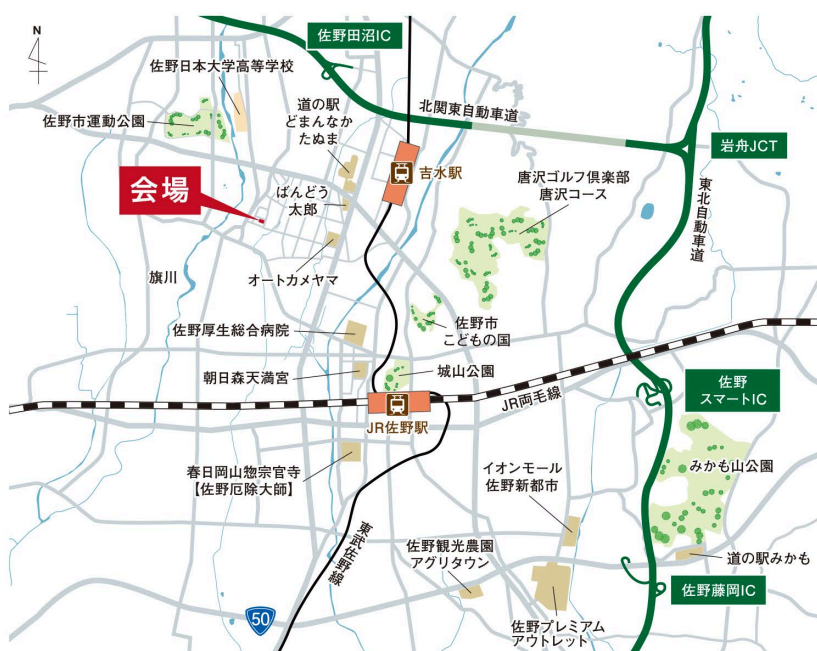 N
佐野田沼IC
佐野日本大学高等学校
佐野市運動公園
道の駅
どまんなか
たぬま
北関東自動車道
岩舟JCT
吉水駅
会場
ばんどう
太郎
唐沢ゴルフ倶楽部
唐沢コース
東北自動車道
旗川
オートカメヤマ
佐野厚生総合病院
佐野市
こどもの国
朝日森天満宮
城山公園
佐野
スマートIC
JR両毛線
JR佐野駅
春日岡山惣宗官寺
【佐野厄除大師】
イオンモール
佐野新都市
みかも山公園
東武佐野線
佐野観光農園
アグリタウン
道の駅みかも
佐野藤岡IC
50
佐野プレミアム
アウトレット